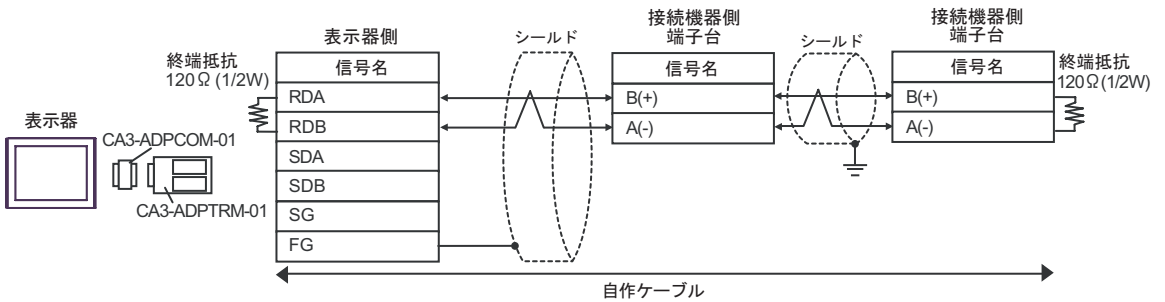 表示器
CA3-ADPCOM-01
CA3-ADPTRM-01
終端抵抗
120Ω(1/2W)
表示器側
信号名
RDA
RDB
SDA
SDB
SG
FG
シールド
接続機器側
端子台
信号名
B(+)
A(-)
シールド
接続機器側
端子台
信号名
B(+)
A(-)
終端抵抗
120Ω(1/2W)
自作ケーブル